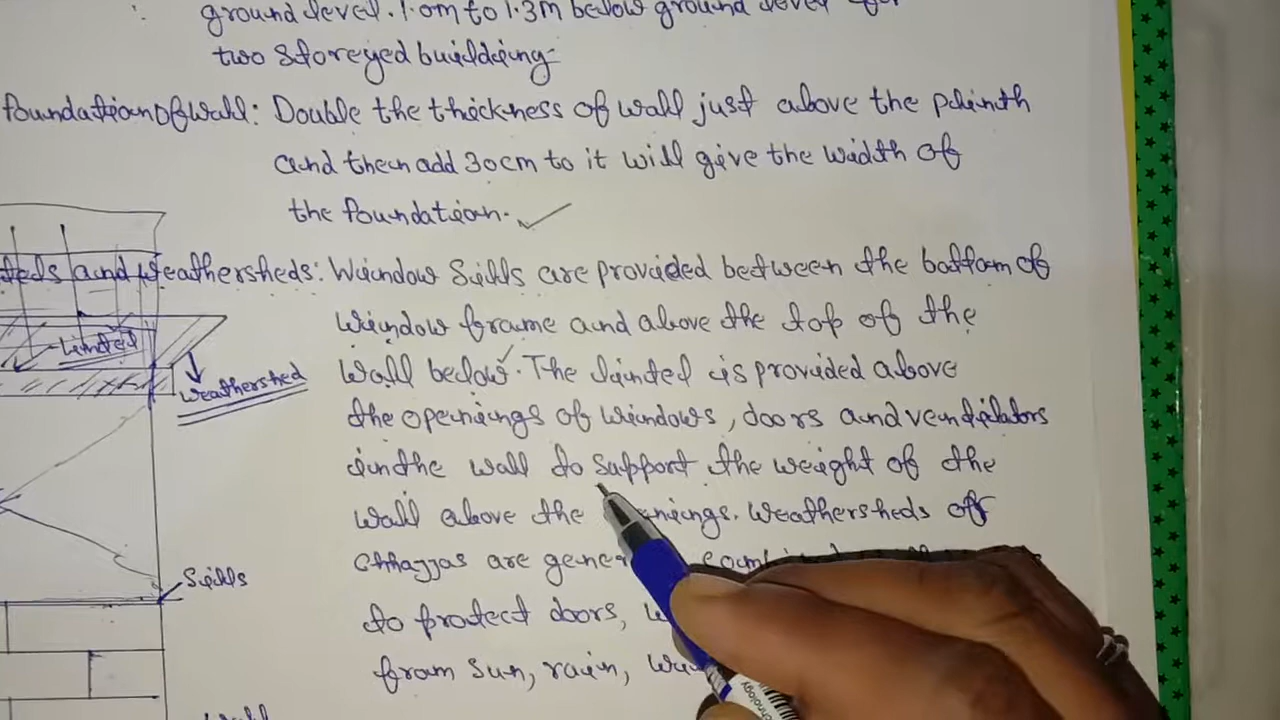 ground level. 1.0m to 1.3m below ground level for
two storeyed building
foundation of wall: Double the thickness of wall just above the plinth
and then add 30cm to it will give the width of
the foundation.
and weathersheds: Window Sills are provided between the bottom of
window frame and above the top of the
Lintel
wall below. The lintel is provided above
weathershed
the openings of windows, doors and ventilators
in the wall to support the weight of the
wall above the openings. Weathersheds or
chhajjas are
Sills
to protect doors,
from sun, rain,
wall